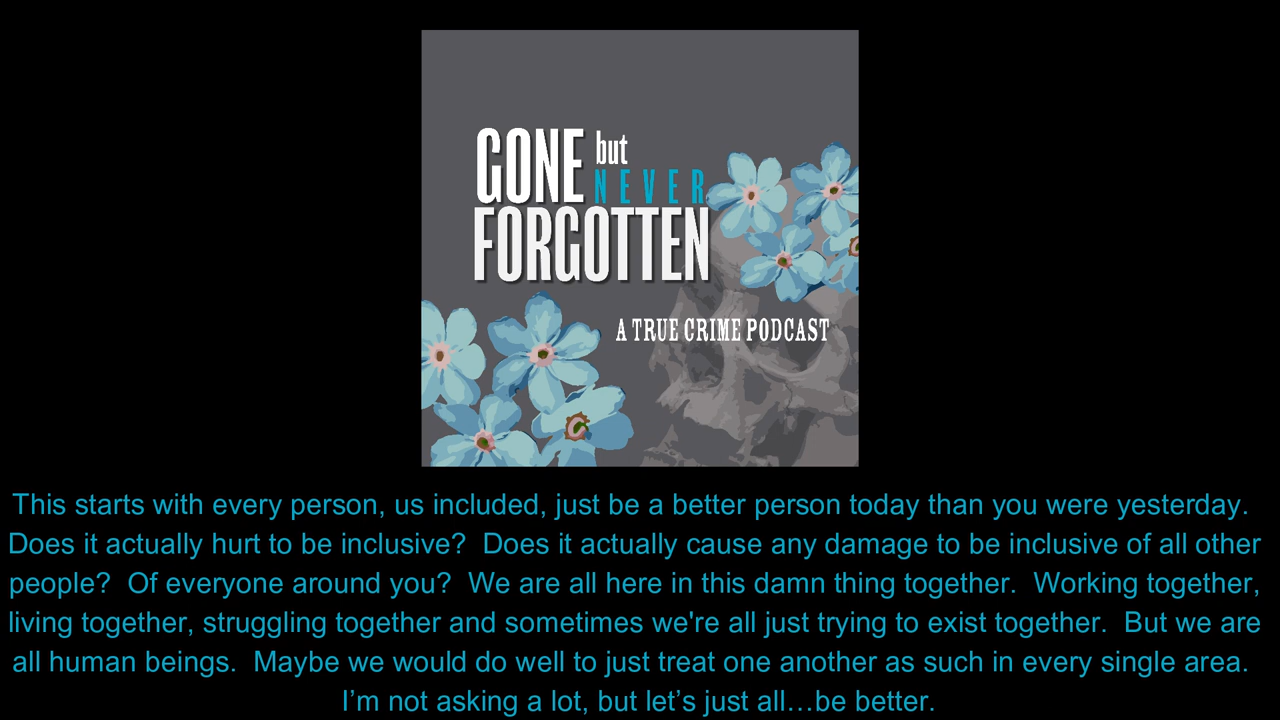 GONE but
NEVER
FORGOTTEN
A TRUE CRIME PODCAST
This starts with every person, us included, just be a better person today than you were yesterday.
Does it actually hurt to be inclusive?  Does it actually cause any damage to be inclusive of all other
people?  Of everyone around you?  We are all here in this damn thing together.  Working together,
living together, struggling together and sometimes we're all just trying to exist together.  But we are
all human beings.  Maybe we would do well to just treat one another as such in every single area.
I’m not asking a lot, but let’s just all…be better.